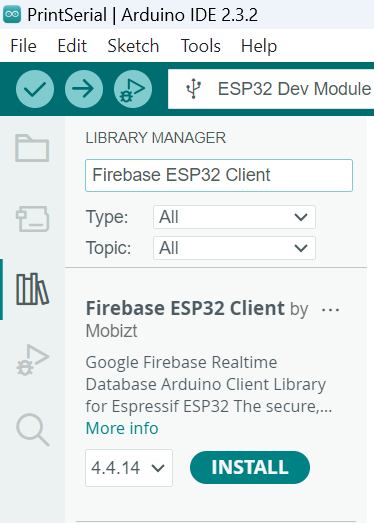 PrintSerial | Arduino IDE 2.3.2
File Edit Sketch Tools Help
ESP32 Dev Module
LIBRARY MANAGER
Firebase ESP32 Client
Type: All
Topic: All
Firebase ESP32 Client by ...
Mobizt
Google Firebase Realtime
Database Arduino Client Library
for Espressif ESP32 The secure,...
More info
4.4.14 INSTALL